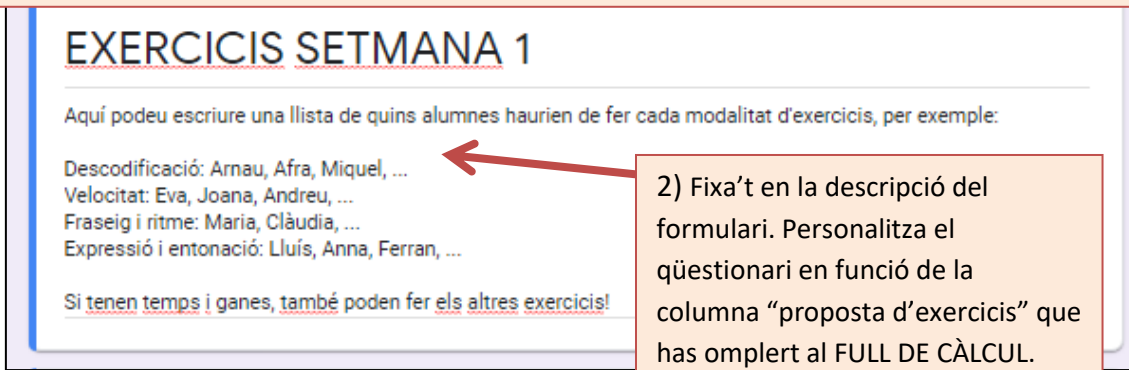 EXERCICIS SETMANA 1
Aquí podeu escriure una llista de quins alumnes haurien de fer cada modalitat d'exercicis, per exemple:
Descodificació: Arnau, Afra, Miquel, ...
Velocitat: Eva, Joana, Andreu, ...
Fraseig i ritme: Maria, Clàudia, ...
Expressió i entonació: Lluís, Anna, Ferran, ...
Si tenen temps i ganes, també poden fer els altres exercicis!
2) Fixa't en la descripció del
formulari. Personalitza el
qüestionari en funció de la
columna “proposta d'exercicis” que
has omplert al FULL DE CÀLCUL.